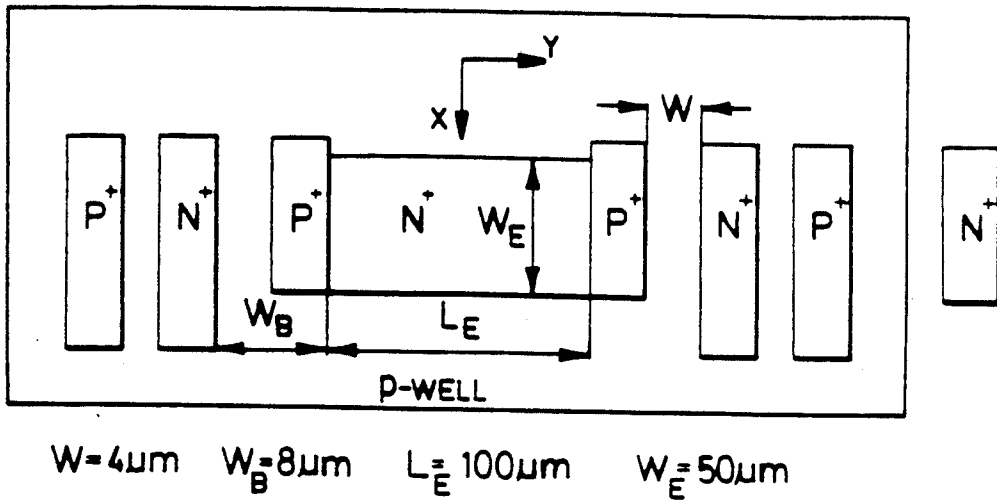 Y
X
W
P+ N+ P+ N+ W_E P+ N+ P+ N+
W_B L_E
p-WELL
W=4μm W_B=8μm L_E=100μm W_E=50μm